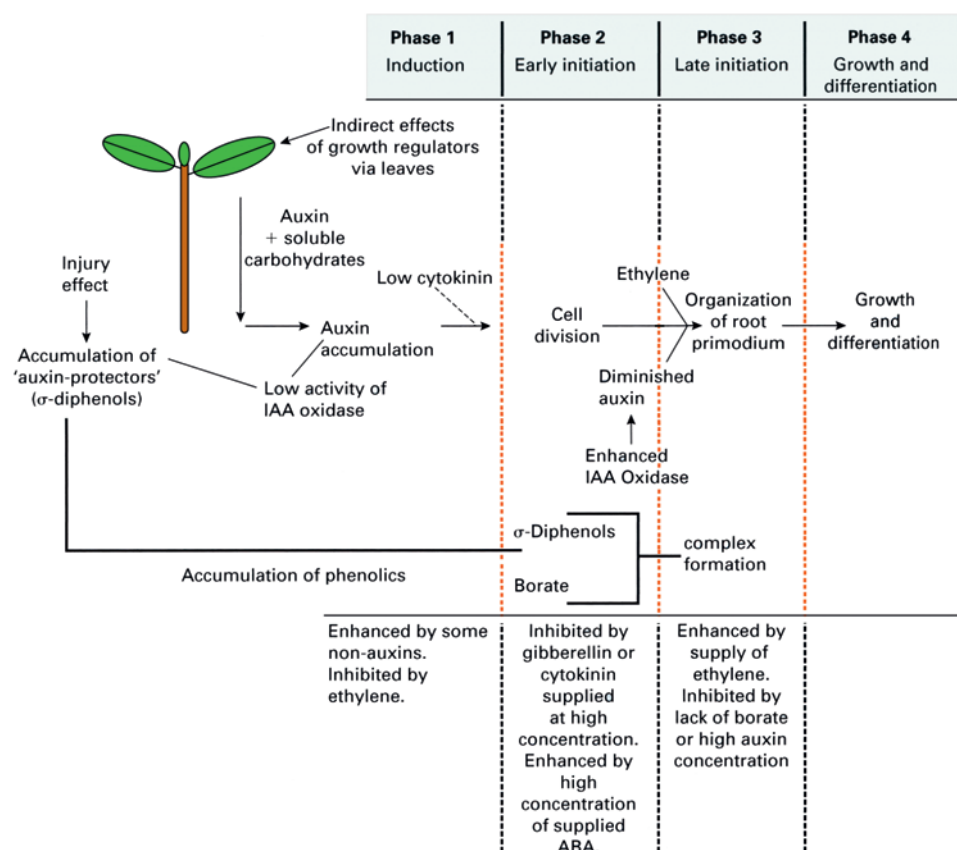 Phase 1
Induction
Phase 2
Early initiation
Phase 3
Late initiation
Phase 4
Growth and
differentiation
Indirect effects
of growth regulators
via leaves
Auxin
+ soluble
carbohydrates
Injury
effect
Accumulation of
'auxin-protectors'
(σ-diphenols)
Low activity of
IAA oxidase
Auxin
accumulation
Low cytokinin
Cell
division
Ethylene
Organization
of root
primodium
Diminished
auxin
Enhanced
IAA Oxidase
Growth
and
differentiation
σ-Diphenols
Borate
complex
formation
Accumulation of phenolics
Enhanced by some
non-auxins.
Inhibited by
ethylene.
Inhibited by
gibberellin or
cytokinin
supplied
at high
concentration.
Enhanced by
high
concentration
of supplied
ABA
Enhanced by
supply of
ethylene.
Inhibited by
lack of borate
or high auxin
concentration